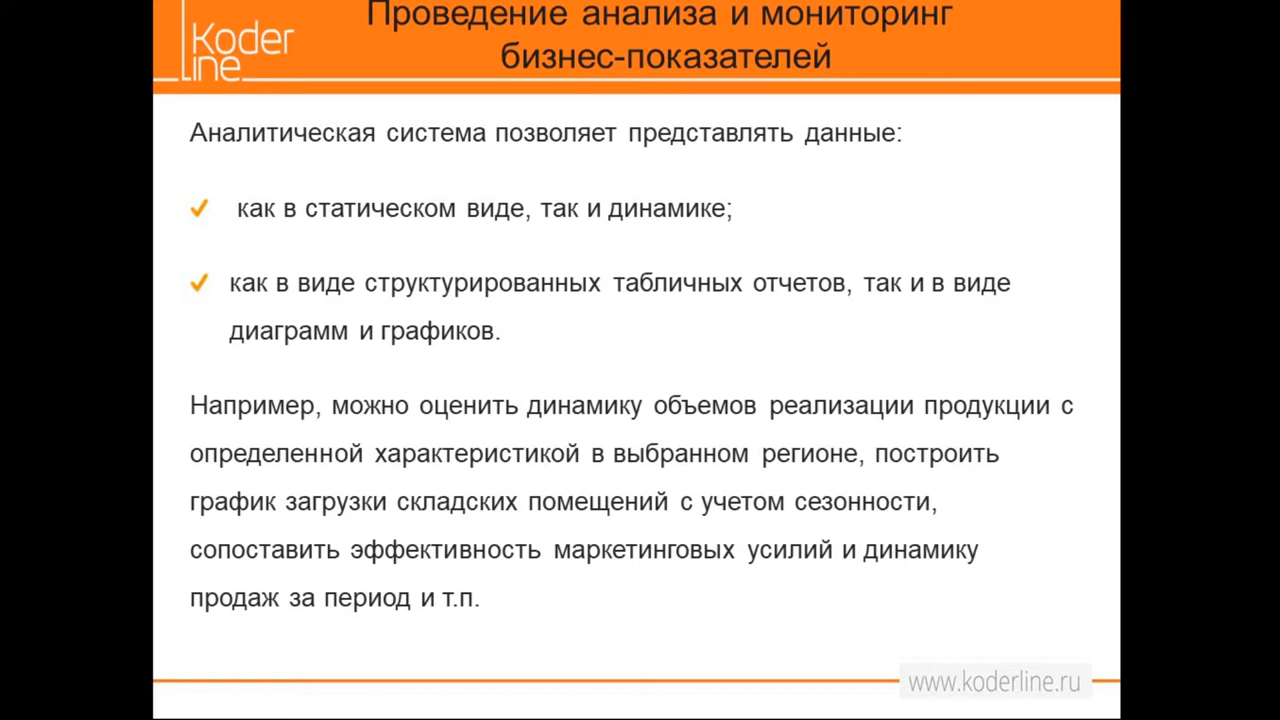 Koder
line
Проведение анализа и мониторинг
бизнес-показателей
Аналитическая система позволяет представлять данные:
как в статическом виде, так и динамике;
как в виде структурированных табличных отчетов, так и в виде
диаграмм и графиков.
Например, можно оценить динамику объемов реализации продукции с
определенной характеристикой в выбранном регионе, построить
график загрузки складских помещений с учетом сезонности,
сопоставить эффективность маркетинговых усилий и динамику
продаж за период и т.п.
www.koderline.ru